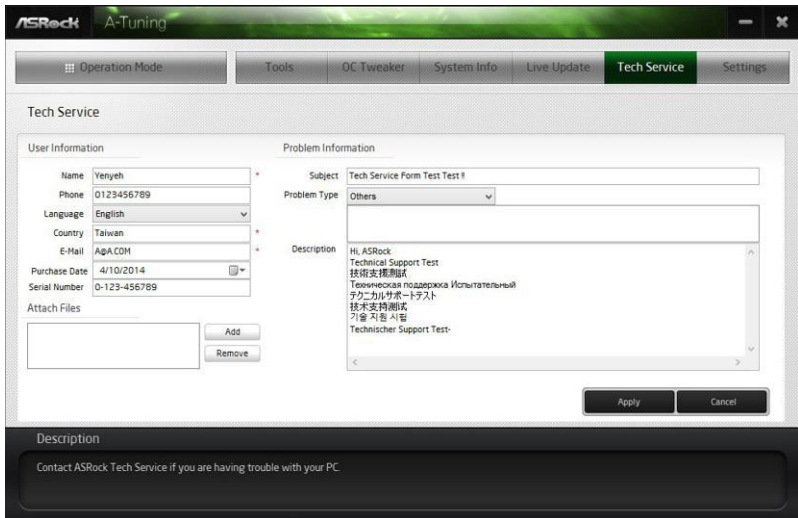 ASRock A-Tuning
Operation Mode Tools OC Tweaker System Info Live Update Tech Service Settings
Tech Service
User Information
Name Yenyeh *
Phone 0123456789
Language English
Country Taiwan *
E-Mail A@A.COM *
Purchase Date 4/10/2014
Serial Number 0-123-456789
Attach Files
Add
Remove
Problem Information
Subject Tech Service Form Test Test !!
Problem Type Others
Description
Hi, ASRock
Technical Support Test
技術支援測試
Техническая поддержка Испытательный
テクニカルサポートテスト
技术支持测试
기술 지원 시험
Technischer Support Test-
Apply Cancel
Description
Contact ASRock Tech Service if you are having trouble with your PC.